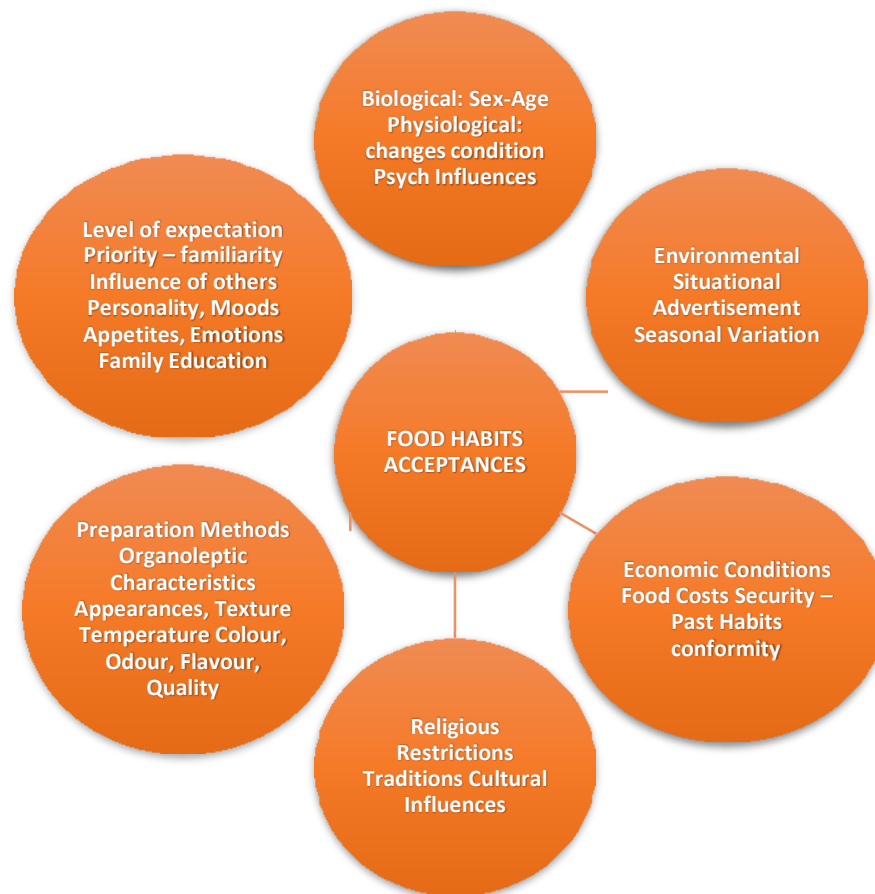 Biological: Sex-Age
Physiological:
changes condition
Psych Influences
Level of expectation
Priority – familiarity
Influence of others
Personality, Moods
Appetites, Emotions
Family Education
Environmental
Situational
Advertisement
Seasonal Variation
FOOD HABITS
ACCEPTANCES
Preparation Methods
Organoleptic
Characteristics
Appearances, Texture
Temperature Colour,
Odour, Flavour,
Quality
Economic Conditions
Food Costs Security –
Past Habits
conformity
Religious
Restrictions
Traditions Cultural
Influences